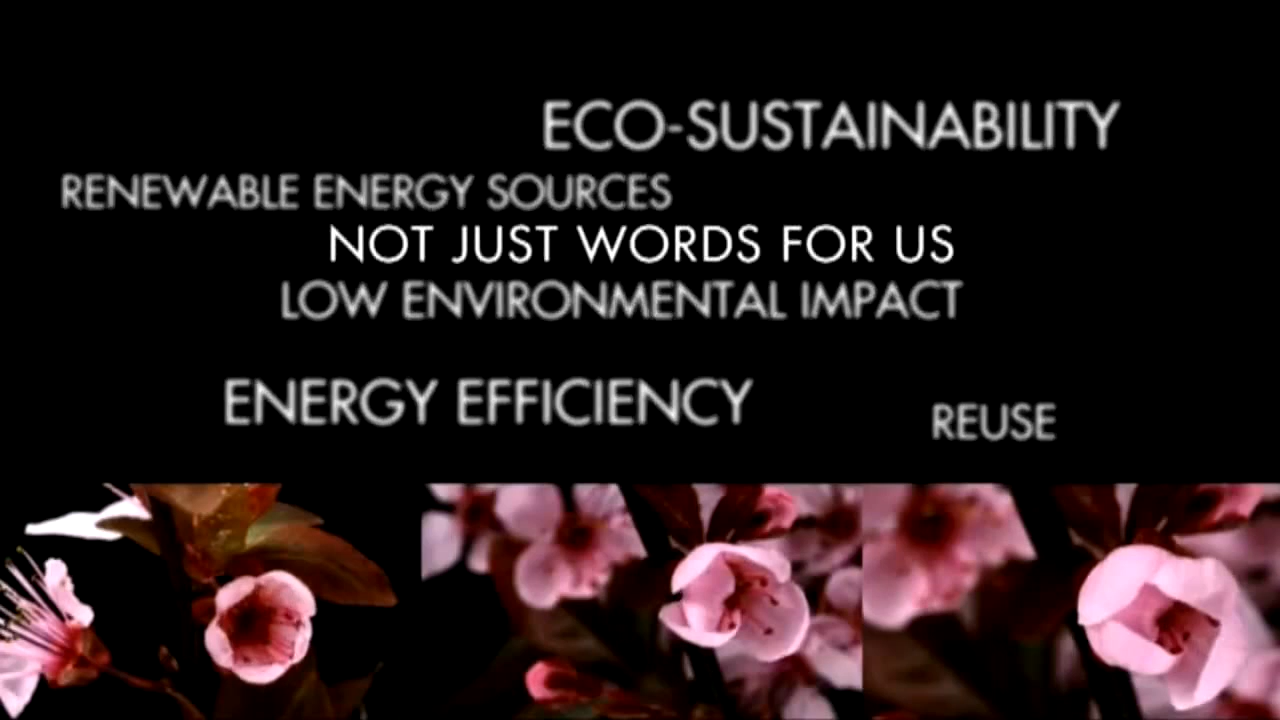 ECO-SUSTAINABILITY
RENEWABLE ENERGY SOURCES
NOT JUST WORDS FOR US
LOW ENVIRONMENTAL IMPACT
ENERGY EFFICIENCY
REUSE